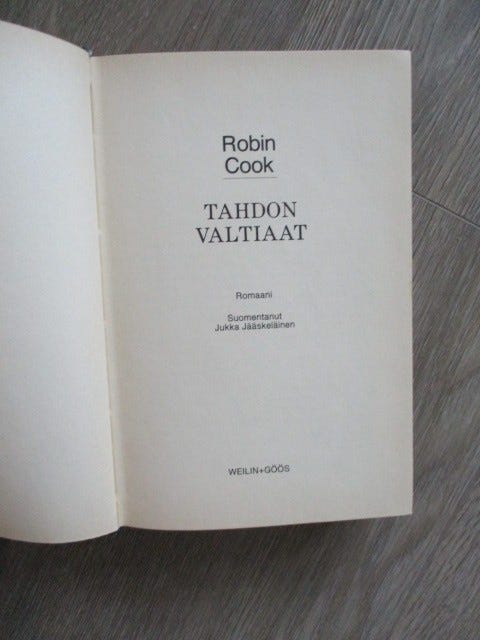 Robin
Cook
TAHDON
VALTIAAT
Romaani
Suomentanut
Jukka Jääskeläinen
WEILIN+GÖÖS